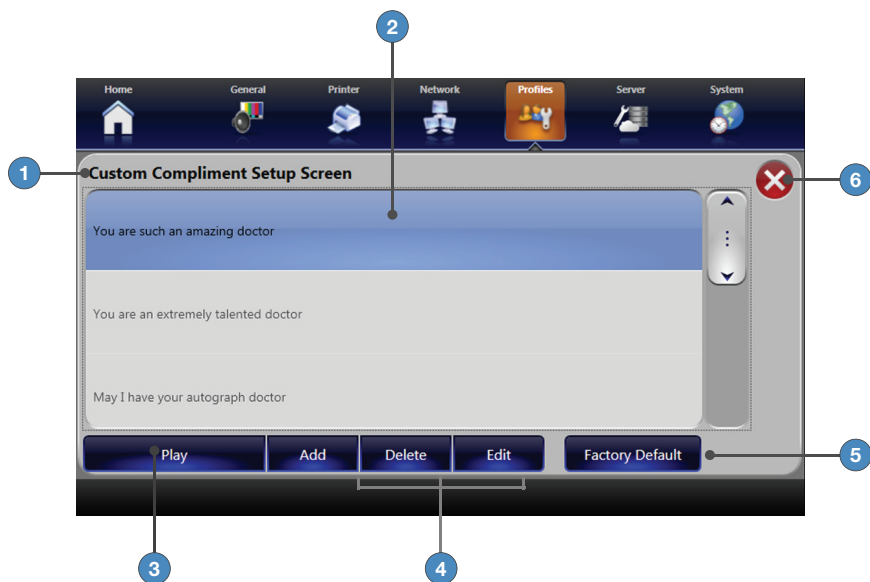 2
Home General Printer Network Profiles Server System
1
Custom Compliment Setup Screen
6
You are such an amazing doctor
You are an extremely talented doctor
May I have your autograph doctor
Play Add Delete Edit Factory Default
5
3
4